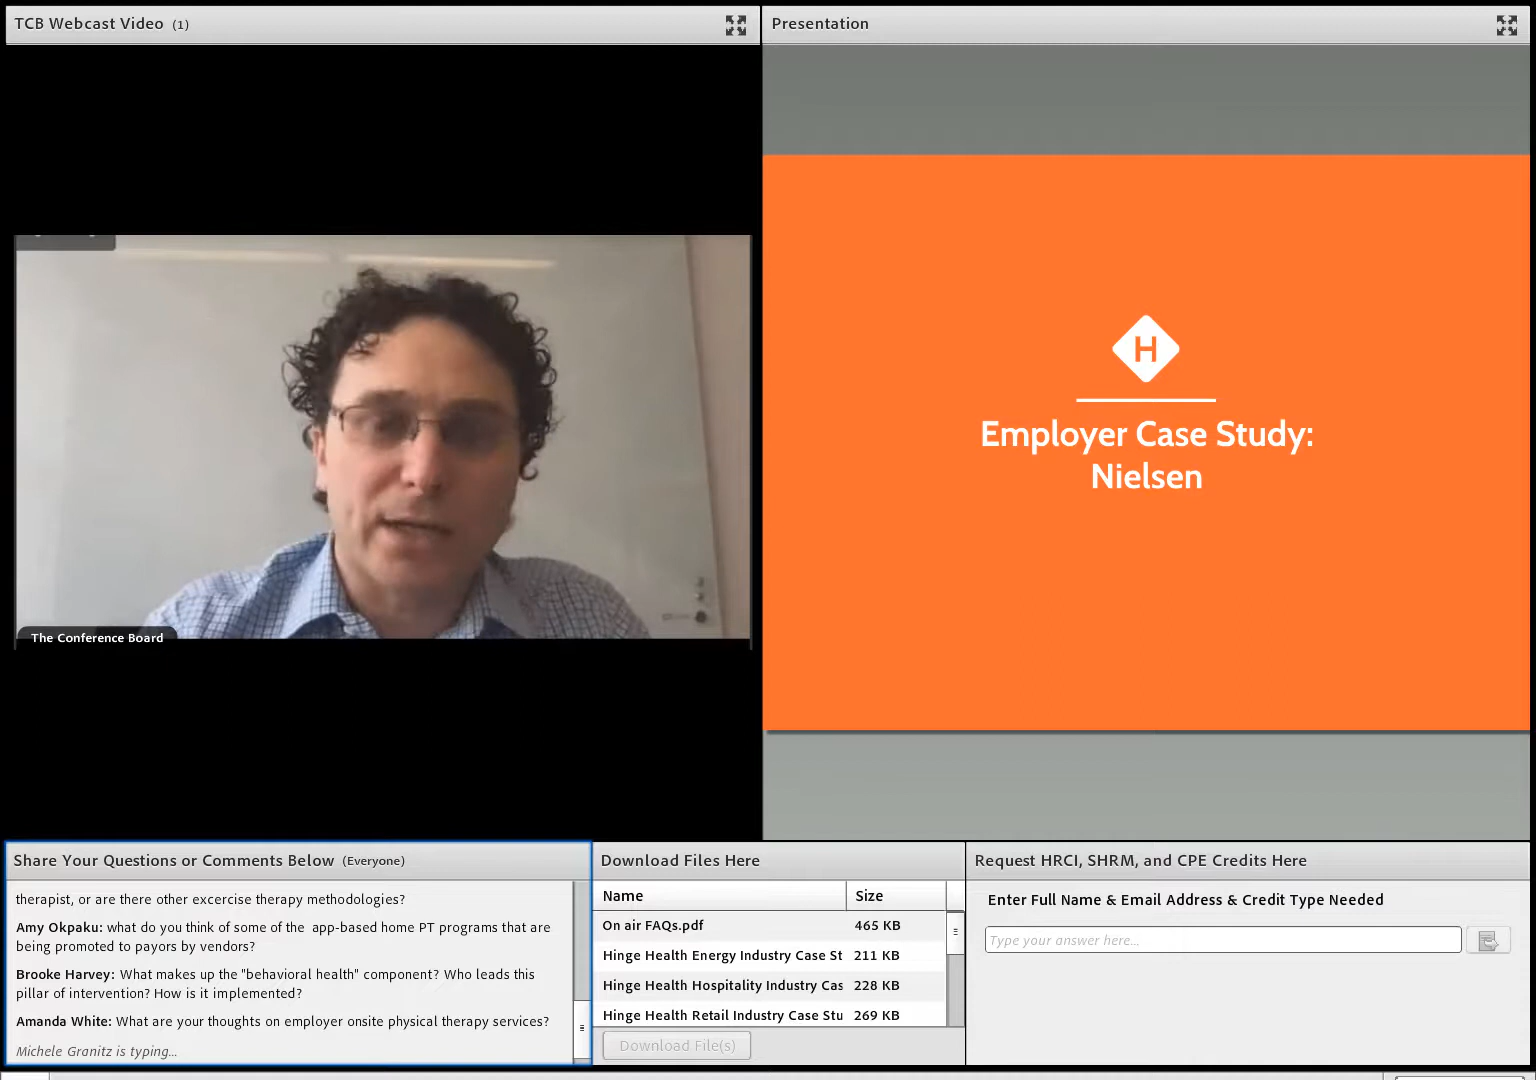 TCB Webcast Video (1)
Presentation
H
Employer Case Study:
Nielsen
The Conference Board
Share Your Questions or Comments Below (Everyone)
therapist, or are there other excercise therapy methodologies?
Amy Okpaku: what do you think of some of the app-based home PT programs that are
being promoted to payors by vendors?
Brooke Harvey: What makes up the "behavioral health" component? Who leads this
pillar of intervention? How is it implemented?
Amanda White: What are your thoughts on employer onsite physical therapy services?
Michele Granitz is typing...
Download Files Here
Name Size
On air FAQs.pdf 465 KB
Hinge Health Energy Industry Case St 211 KB
Hinge Health Hospitality Industry Cas 228 KB
Hinge Health Retail Industry Case Stu 269 KB
Download File(s)
Request HRCI, SHRM, and CPE Credits Here
Enter Full Name & Email Address & Credit Type Needed
Type your answer here...